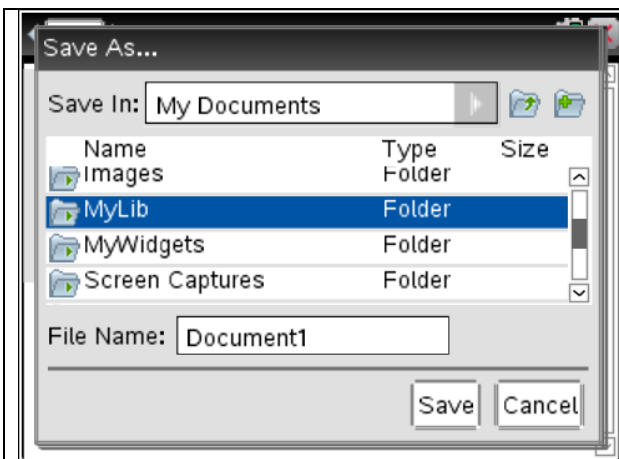 Save As...
Save In: My Documents
Name Type Size
Images Folder
MyLib Folder
MyWidgets Folder
Screen Captures Folder
File Name: Document1
Save Cancel